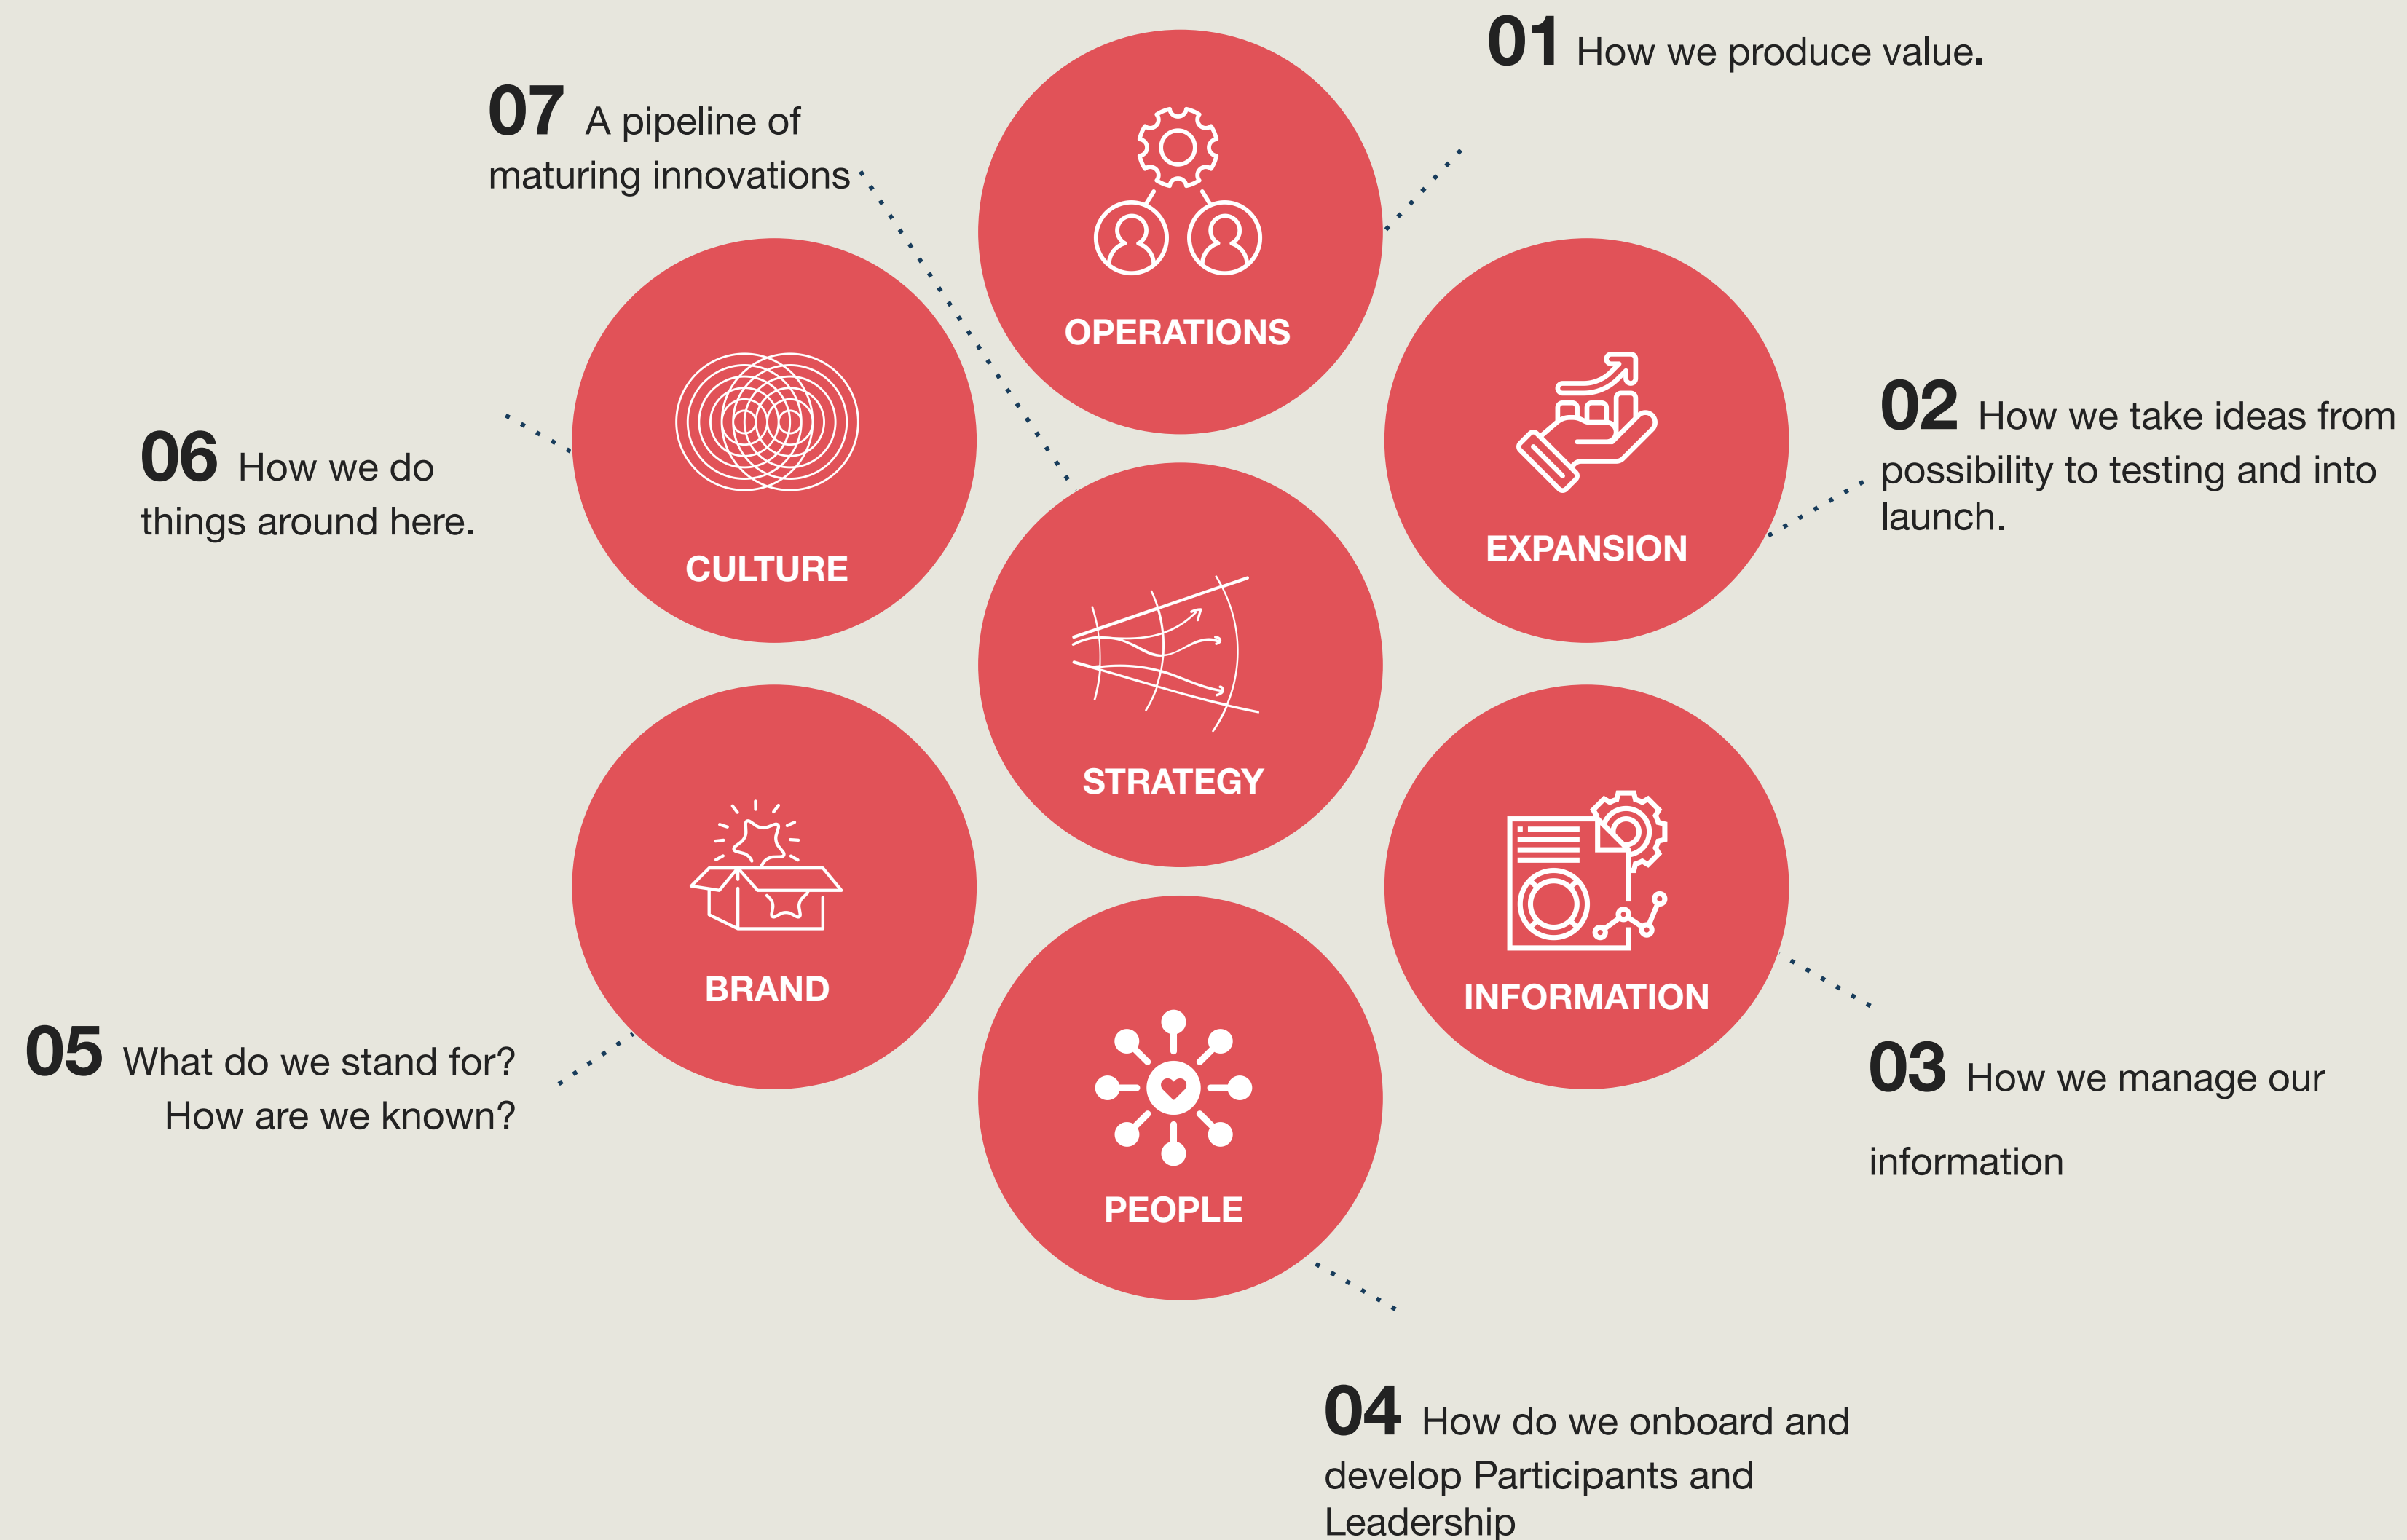 01 How we produce value.
07 A pipeline of
maturing innovations
OPERATIONS
02 How we take ideas from
possibility to testing and into
launch.
06 How we do
things around here.
CULTURE
EXPANSION
STRATEGY
BRAND
INFORMATION
05 What do we stand for?
How are we known?
03 How we manage our
information
PEOPLE
04 How do we onboard and
develop Participants and
Leadership